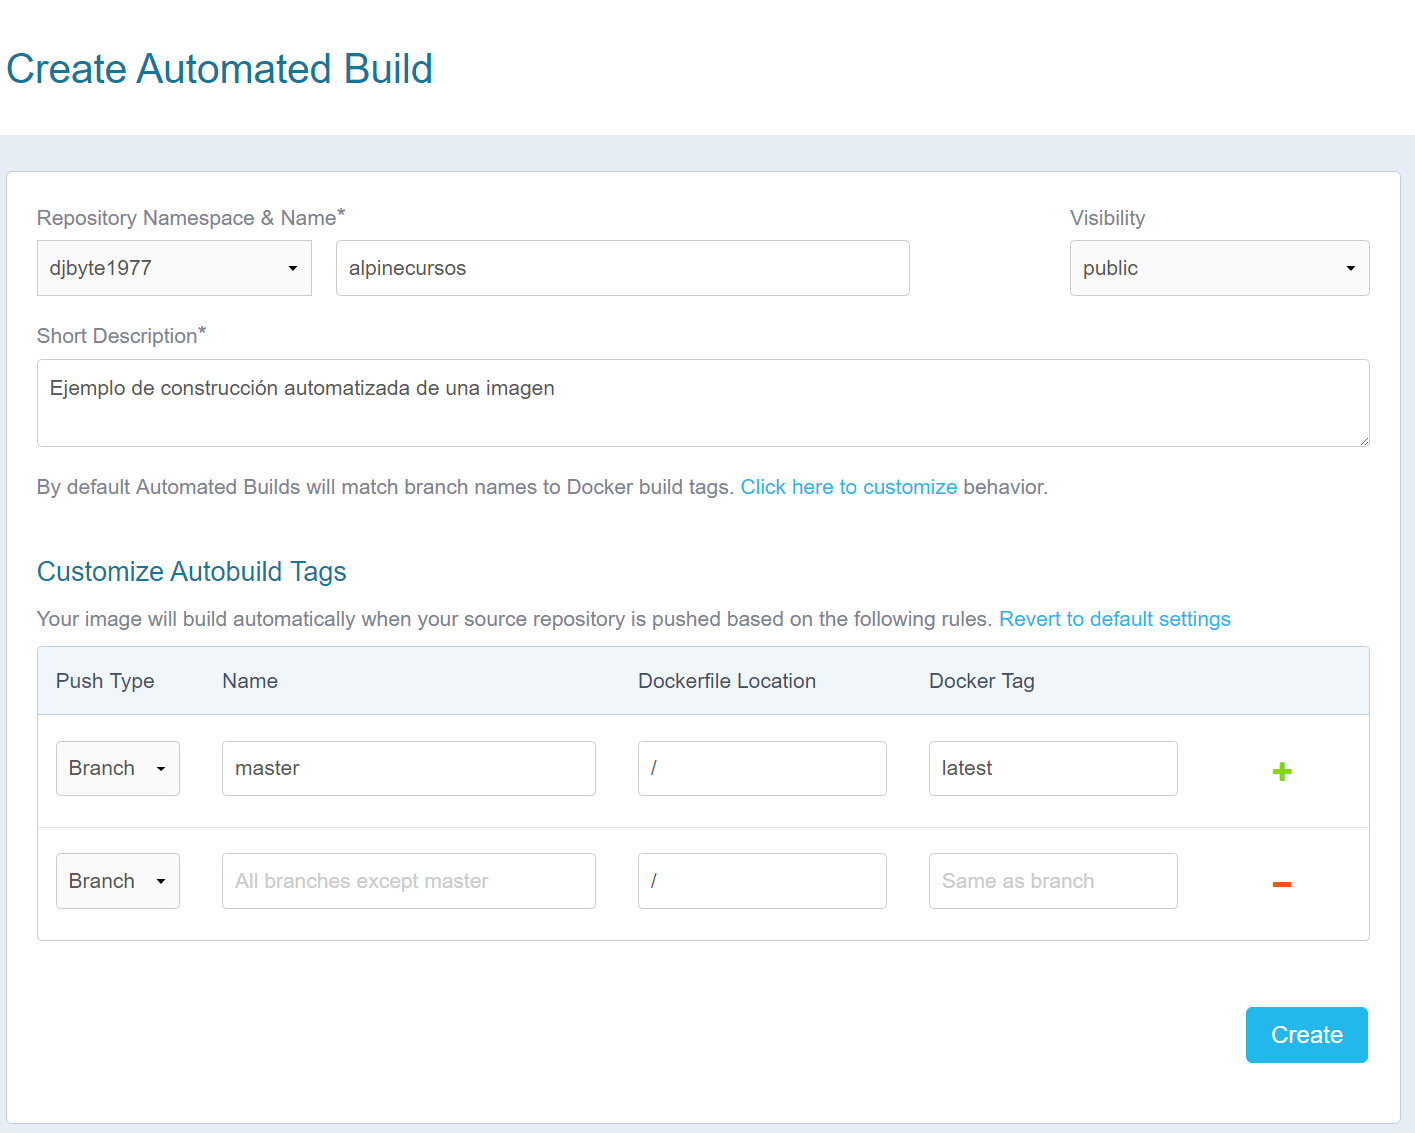 Create Automated Build
Repository Namespace & Name* Visibility
djbyte1977 alpinecursos public
Short Description*
Ejemplo de construcción automatizada de una imagen
By default Automated Builds will match branch names to Docker build tags. Click here to customize behavior.
Customize Autobuild Tags
Your image will build automatically when your source repository is pushed based on the following rules. Revert to default settings
Push Type Name Dockerfile Location Docker Tag
Branch master / latest
Branch All branches except master / Same as branch
Create